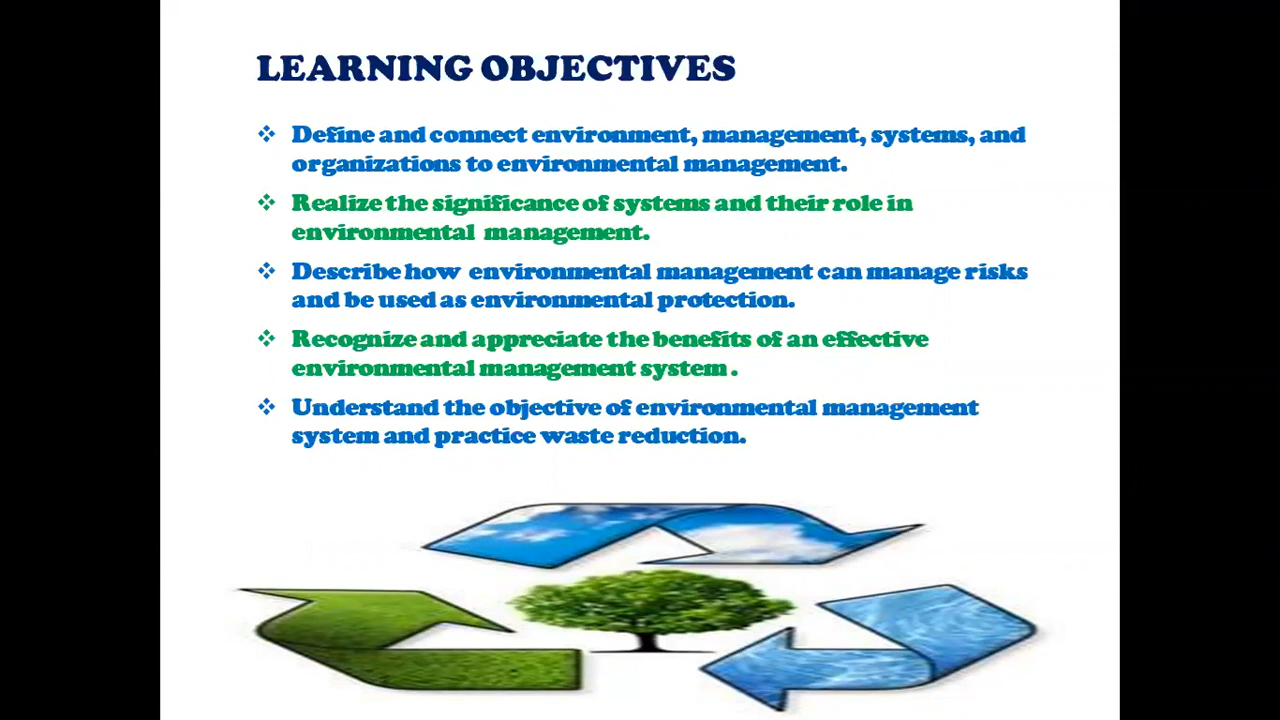 LEARNING OBJECTIVES
Define and connect environment, management, systems, and
organizations to environmental management.
Realize the significance of systems and their role in
environmental management.
Describe how environmental management can manage risks
and be used as environmental protection.
Recognize and appreciate the benefits of an effective
environmental management system .
Understand the objective of environmental management
system and practice waste reduction.